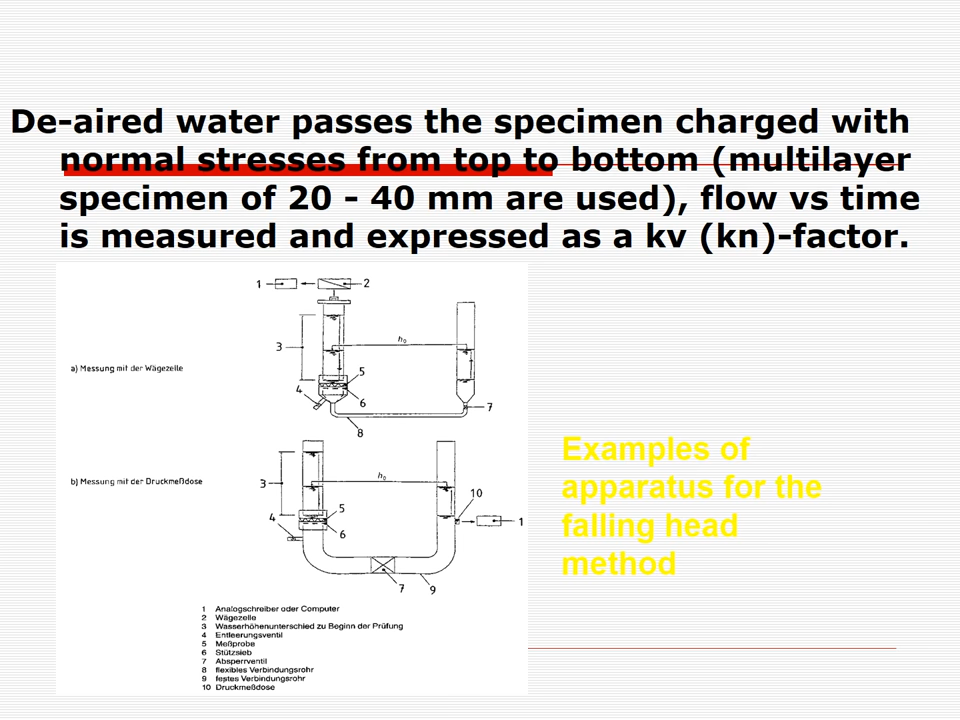 De-aired water passes the specimen charged with
normal stresses from top to bottom (multilayer
specimen of 20 - 40 mm are used), flow vs time
is measured and expressed as a kv (kn)-factor.
1
2
3
h₀
a) Messung mit der Wägezelle
5
4
6
7
8
b) Messung mit der Druckmeßdose
3
h₀
10
5
4
1
6
7
9
Examples of
apparatus for the
falling head
method
1 Analogschreiber oder Computer
2 Wägezelle
3 Wasserhöhenunterschied zu Beginn der Prüfung
4 Entleerungsventil
5 Meßprobe
6 Stützsieb
7 Absperrventil
8 flexibles Verbindungsrohr
9 festes Verbindungsrohr
10 Druckmeßdose